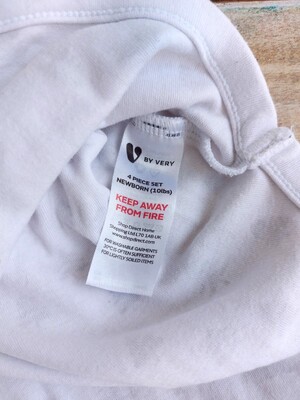 V BY VERY
4 PIECE SET
NEWBORN (10lbs)
KEEP AWAY
FROM FIRE
Shop Direct Home
Shopping Ltd L70 1AB UK
www.shopdirect.com
FOR WASHABLE GARMENTS
30°C IS OFTEN SUFFICIENT
FOR LIGHTLY SOILED ITEMS